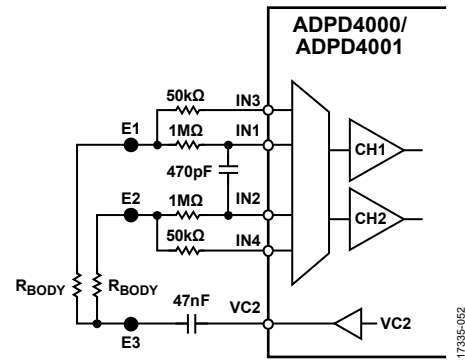 ADPD4000/
ADPD4001
50kΩ
IN3
E1
1MΩ
IN1
CH1
470pF
E2
1MΩ
IN2
CH2
50kΩ
IN4
RBODY
RBODY
47nF
VC2
VC2
E3
17335-052